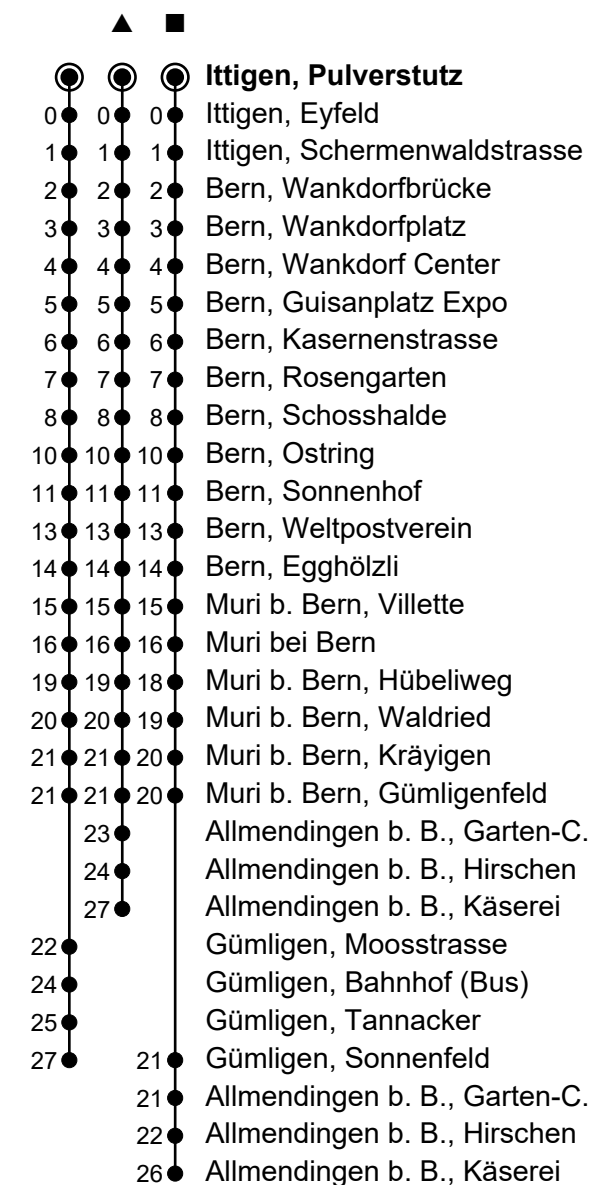 ▲ ■
Ittigen, Pulverstutz
0 0 0 Ittigen, Eyfeld
1 1 1 Ittigen, Schermenwaldstrasse
2 2 2 Bern, Wankdorfbrücke
3 3 3 Bern, Wankdorfplatz
4 4 4 Bern, Wankdorf Center
5 5 5 Bern, Guisanplatz Expo
6 6 6 Bern, Kasernenstrasse
7 7 7 Bern, Rosengarten
8 8 8 Bern, Schosshalde
10 10 10 Bern, Ostring
11 11 11 Bern, Sonnenhof
13 13 13 Bern, Weltpostverein
14 14 14 Bern, Egghölzli
15 15 15 Muri b. Bern, Villette
16 16 16 Muri bei Bern
19 19 18 Muri b. Bern, Hübeliweg
20 20 19 Muri b. Bern, Waldried
21 21 20 Muri b. Bern, Kräyigen
21 21 20 Muri b. Bern, Gümligenfeld
23 Allmendingen b. B., Garten-C.
24 Allmendingen b. B., Hirschen
27 Allmendingen b. B., Käserei
22 Gümligen, Moosstrasse
24 Gümligen, Bahnhof (Bus)
25 Gümligen, Tannacker
27 21 Gümligen, Sonnenfeld
21 Allmendingen b. B., Garten-C.
22 Allmendingen b. B., Hirschen
26 Allmendingen b. B., Käserei